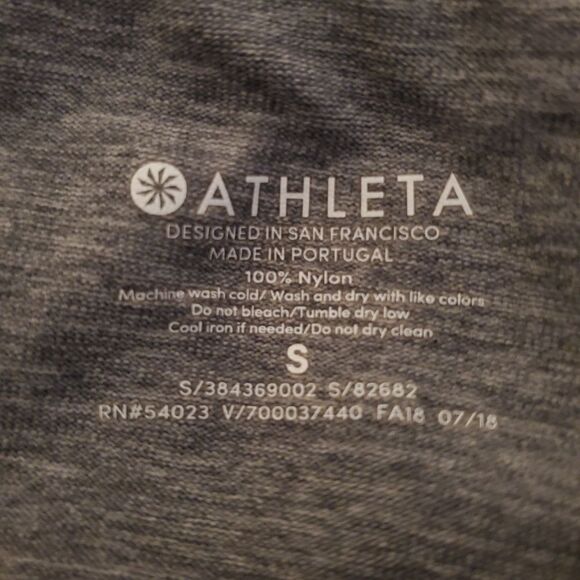 ATHLETA
DESIGNED IN SAN FRANCISCO
MADE IN PORTUGAL
100% Nylon
Machine wash cold/ Wash and dry with like colors
Do not bleach/Tumble dry low
Cool iron if needed/Do not dry clean
S
S/384369002 S/82682
RN#54023 V/700037440 FA18 07/18